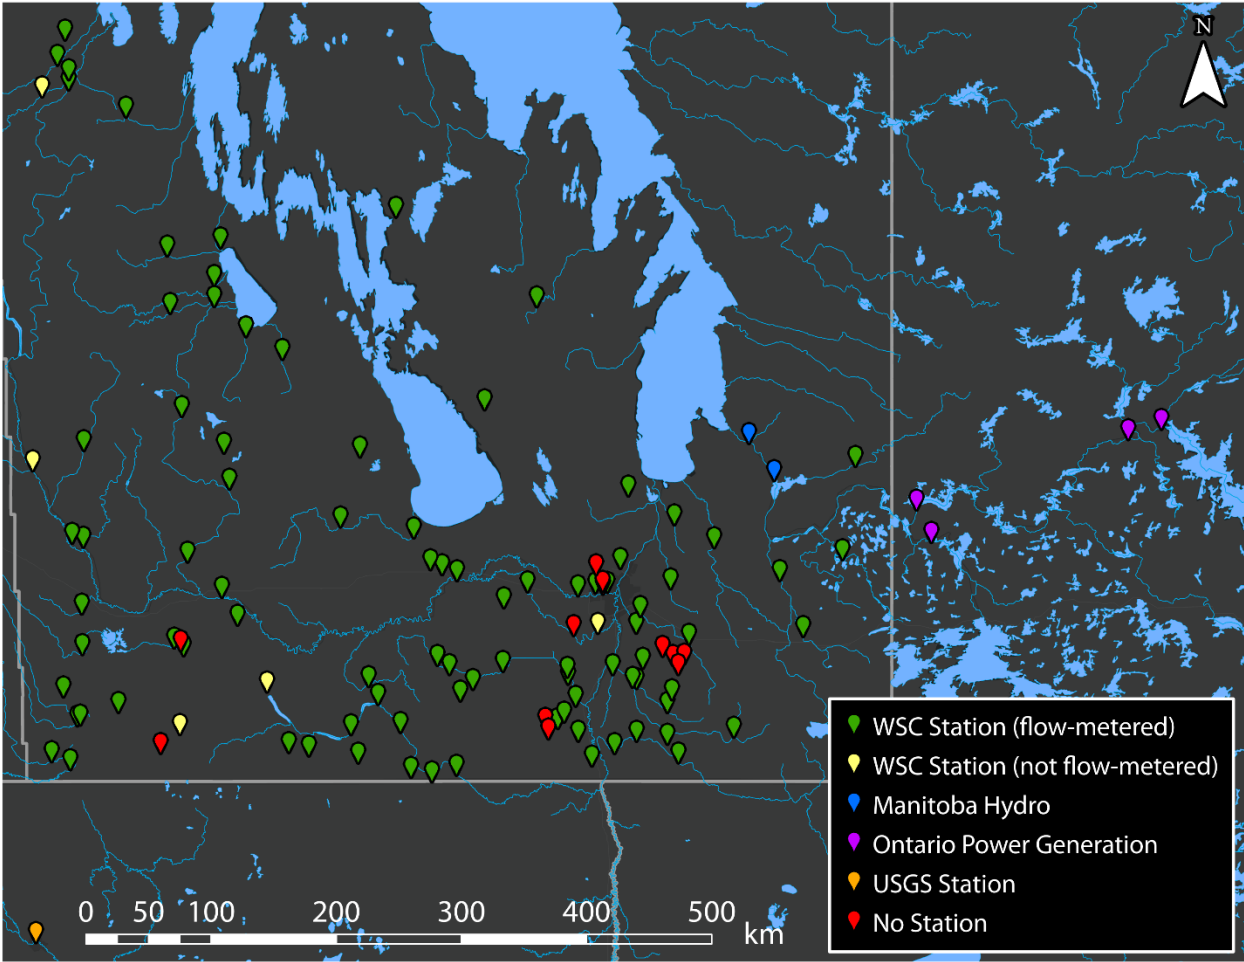 N
WSC Station (flow-metered)
WSC Station (not flow-metered)
Manitoba Hydro
Ontario Power Generation
USGS Station
No Station
0 50 100 200 300 400 500
km